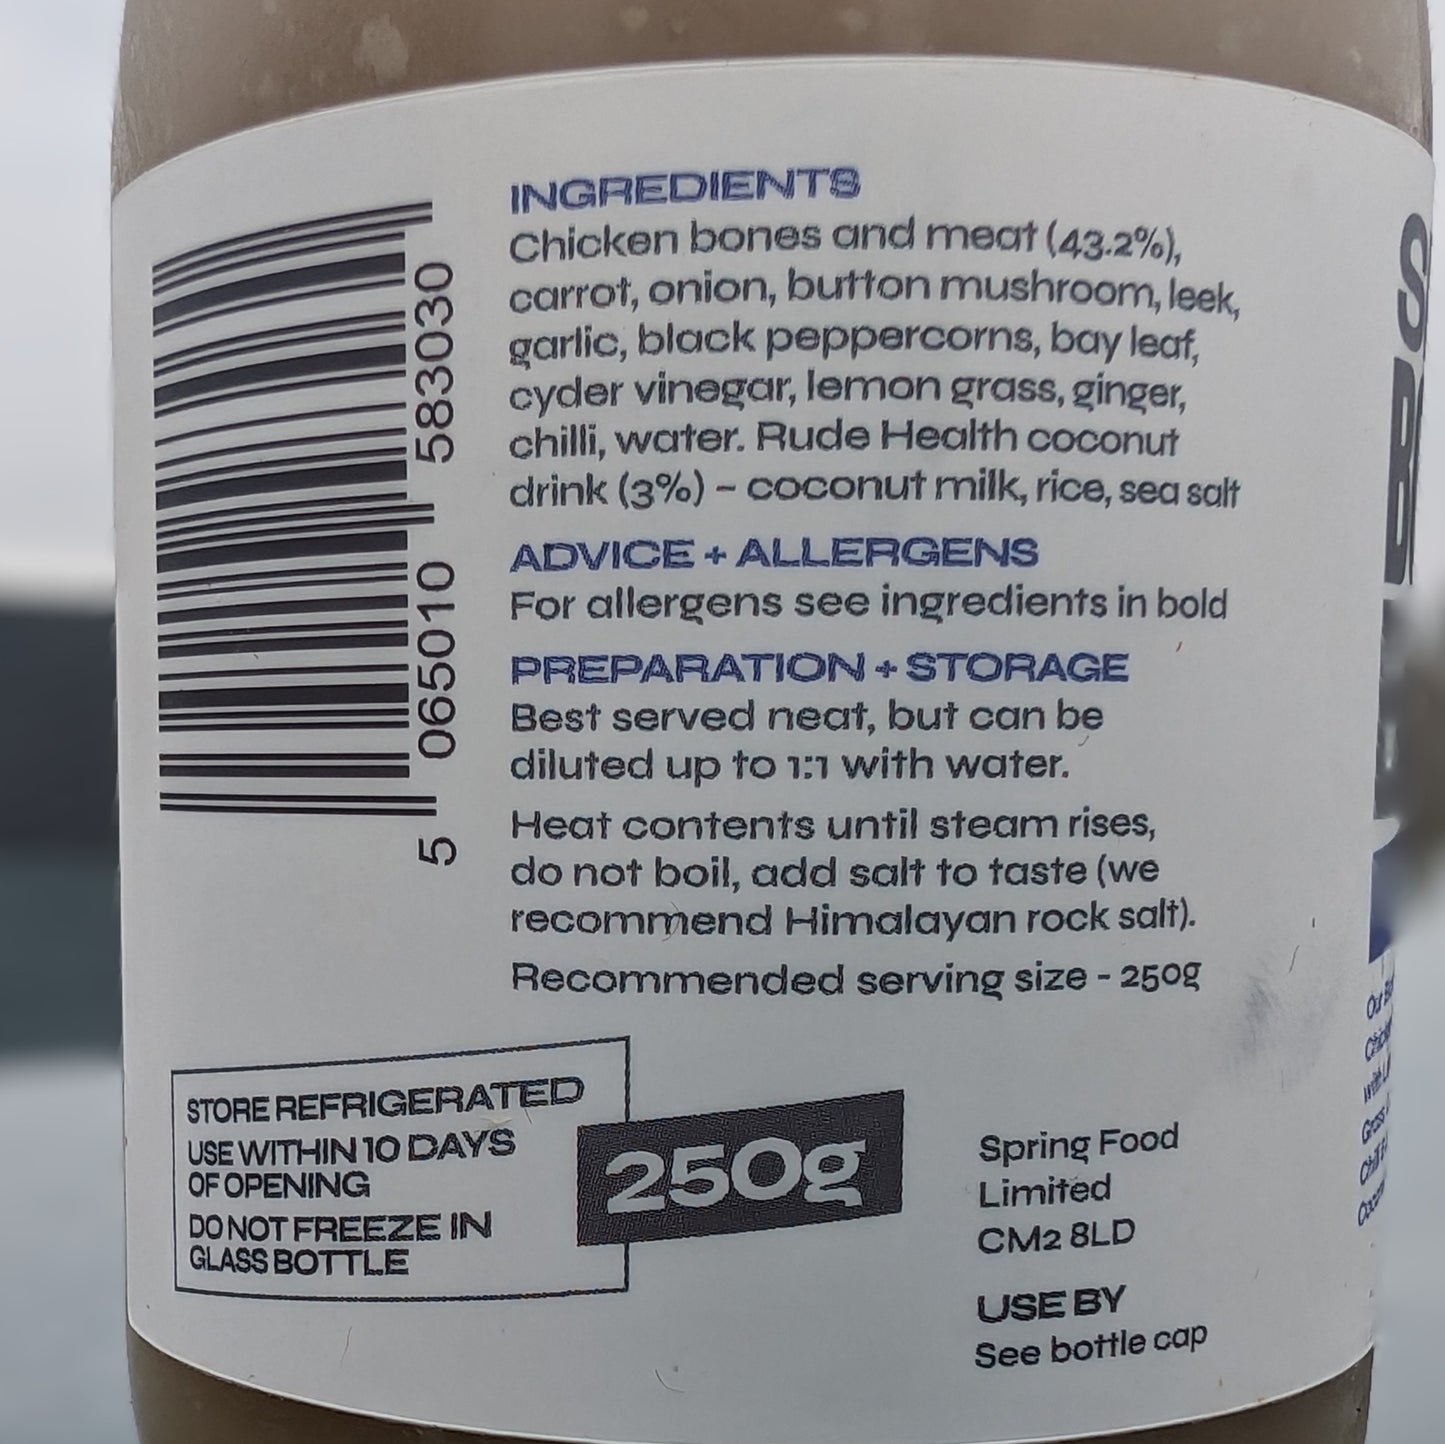 INGREDIENTS
Chicken bones and meat (43.2%),
carrot, onion, button mushroom, leek,
garlic, black peppercorns, bay leaf,
cyder vinegar, lemon grass, ginger,
chilli, water. Rude Health coconut
drink (3%) – coconut milk, rice, sea salt
ADVICE + ALLERGENS
For allergens see ingredients in bold
PREPARATION + STORAGE
Best served neat, but can be
diluted up to 1:1 with water.
Heat contents until steam rises,
do not boil, add salt to taste (we
recommend Himalayan rock salt).
Recommended serving size - 250g
5 065010 583030
STORE REFRIGERATED
USE WITHIN 10 DAYS
OF OPENING
DO NOT FREEZE IN
GLASS BOTTLE
250g
Spring Food
Limited
CM2 8LD
USE BY
See bottle cap